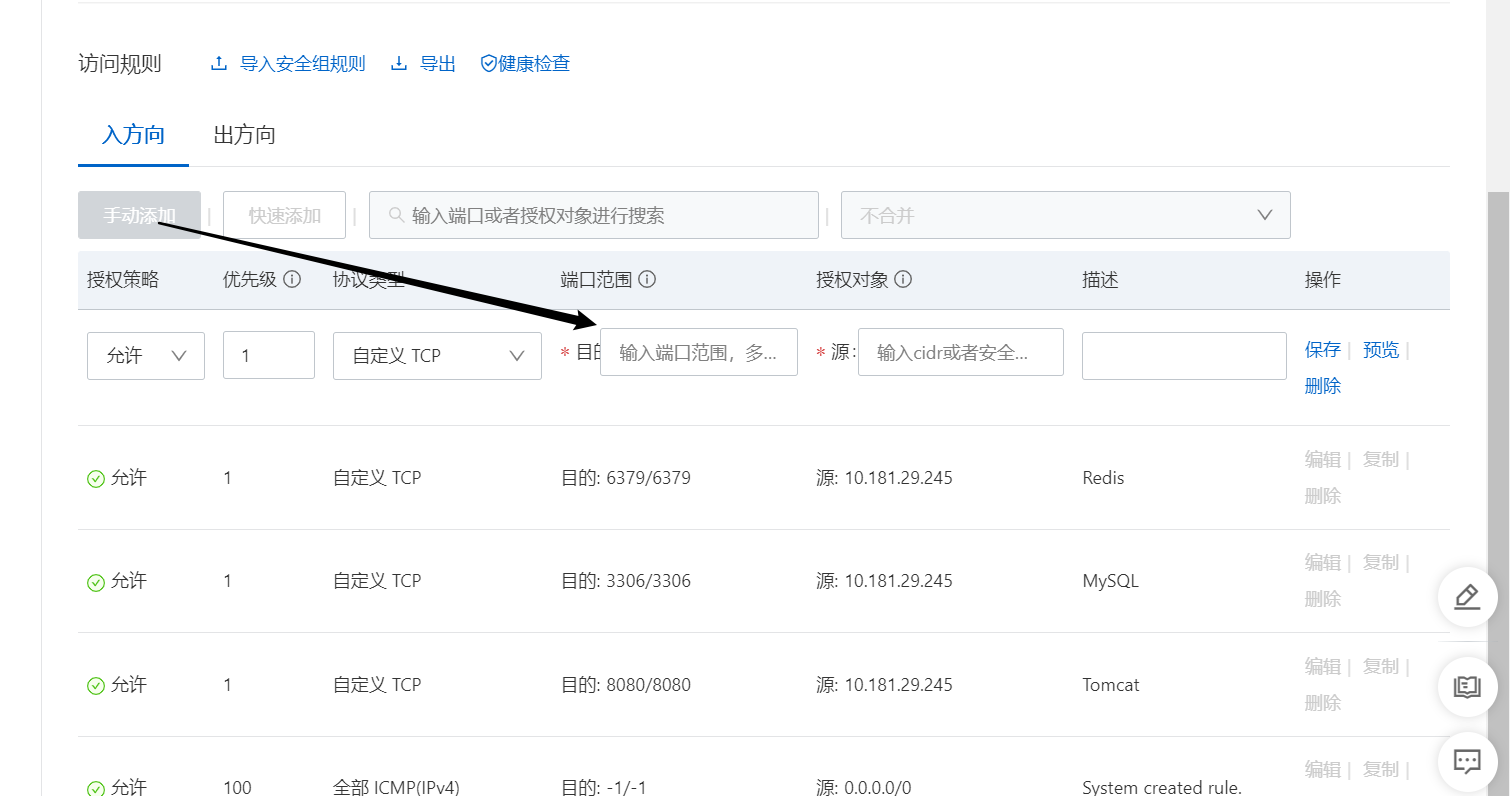 访问规则 导入安全组规则 导出 健康检查
入方向 出方向
手动添加 | 快速添加 | 输入端口或者授权对象进行搜索 | 不合并
授权策略 优先级 协议类型 端口范围 授权对象 描述 操作
允许 1 自定义 TCP * 目的 输入端口范围，多... * 源: 输入cidr或者安全... 保存 | 预览 |
删除
允许 1 自定义 TCP 目的: 6379/6379 源: 10.181.29.245 Redis 编辑 | 复制 |
删除
允许 1 自定义 TCP 目的: 3306/3306 源: 10.181.29.245 MySQL 编辑 | 复制 |
删除
允许 1 自定义 TCP 目的: 8080/8080 源: 10.181.29.245 Tomcat 编辑 | 复制 |
删除
允许 100 全部 ICMP(IPv4) 目的: -1/-1 源: 0.0.0.0/0 System created rule. 编辑 | 复制 |